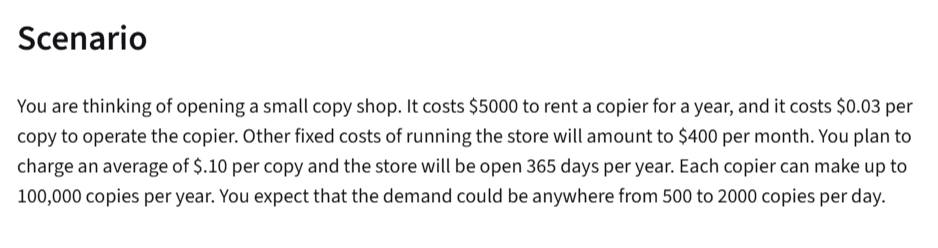 Scenario
You are thinking of opening a small copy shop. It costs $5000 to rent a copier for a year, and it costs $0.03 per
copy to operate the copier. Other fixed costs of running the store will amount to $400 per month. You plan to
charge an average of $.10 per copy and the store will be open 365 days per year. Each copier can make up to
100,000 copies per year. You expect that the demand could be anywhere from 500 to 2000 copies per day.